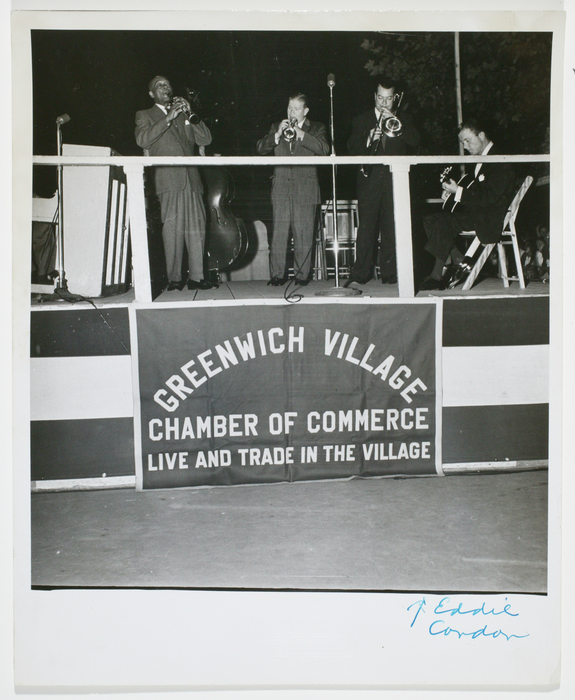 GREENWICH VILLAGE
CHAMBER OF COMMERCE
LIVE AND TRADE IN THE VILLAGE
↑ Eddie
Condon